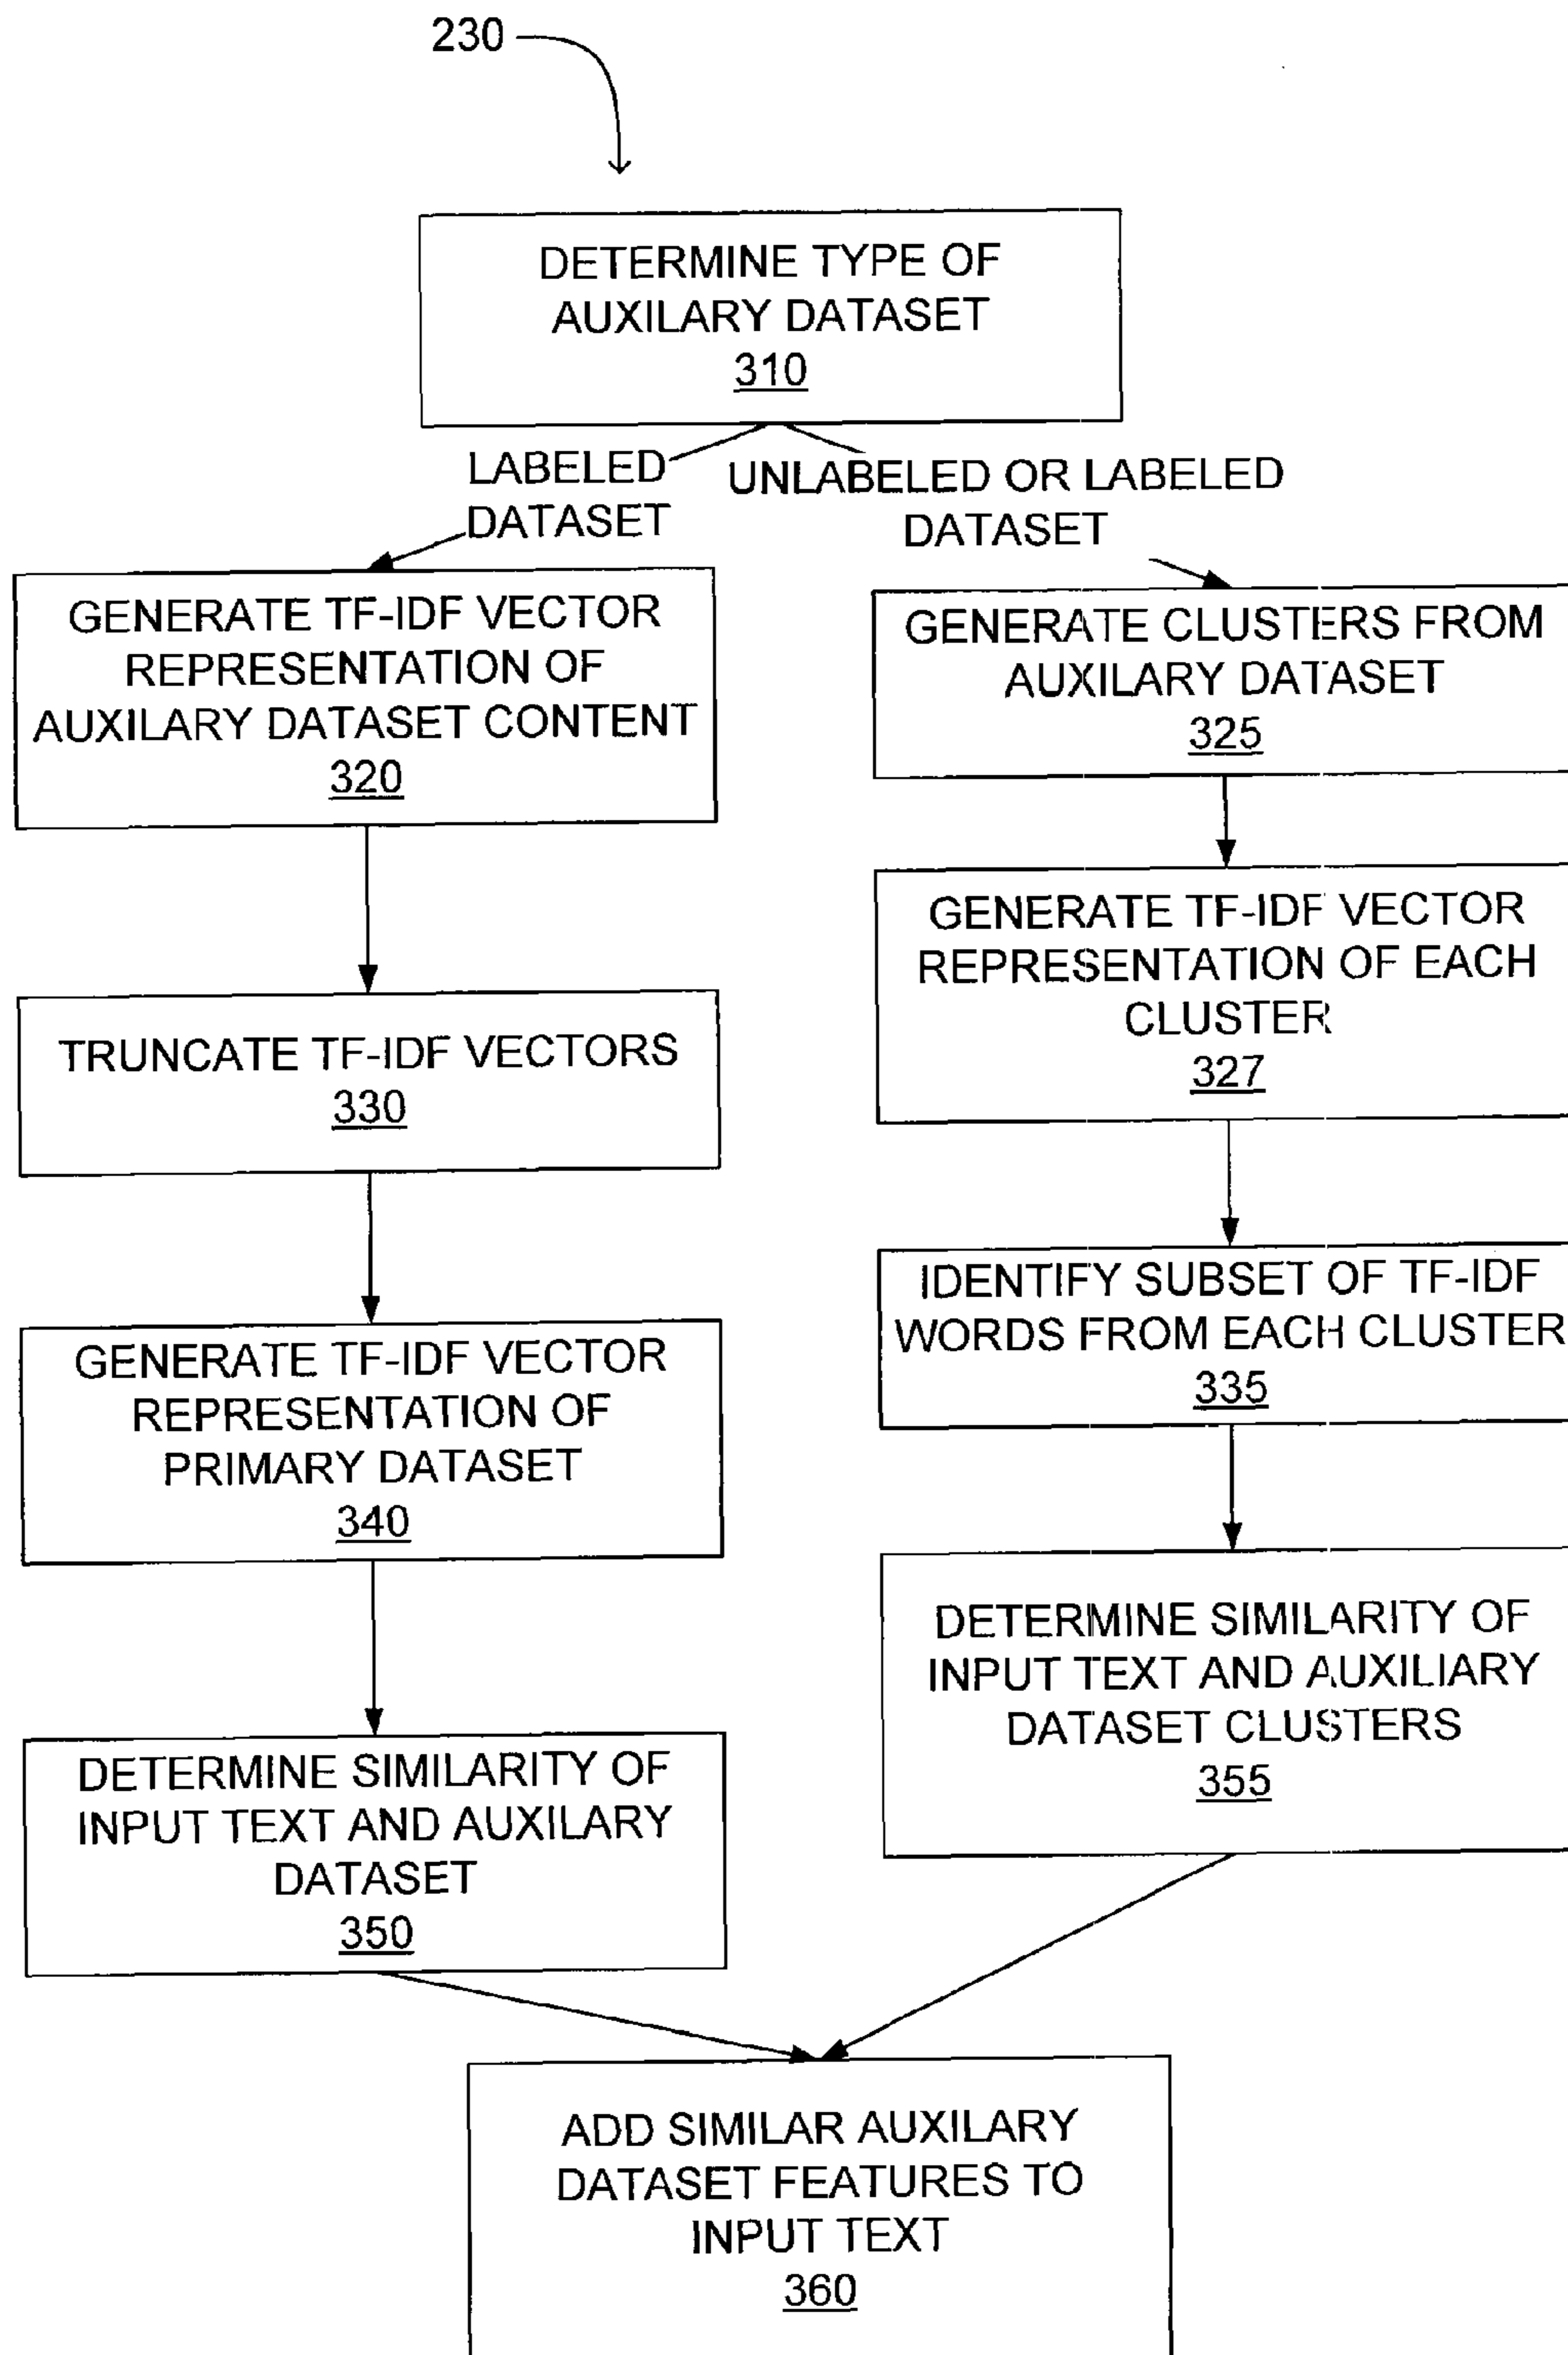 230
DETERMINE TYPE OF
AUXILARY DATASET
310
LABELED
DATASET
UNLABELED OR LABELED
DATASET
GENERATE TF-IDF VECTOR
REPRESENTATION OF
AUXILARY DATASET CONTENT
320
GENERATE CLUSTERS FROM
AUXILARY DATASET
325
GENERATE TF-IDF VECTOR
REPRESENTATION OF EACH
CLUSTER
327
TRUNCATE TF-IDF VECTORS
330
IDENTIFY SUBSET OF TF-IDF
WORDS FROM EACH CLUSTER
335
GENERATE TF-IDF VECTOR
REPRESENTATION OF
PRIMARY DATASET
340
DETERMINE SIMILARITY OF
INPUT TEXT AND AUXILIARY
DATASET CLUSTERS
355
DETERMINE SIMILARITY OF
INPUT TEXT AND AUXILARY
DATASET
350
ADD SIMILAR AUXILARY
DATASET FEATURES TO
INPUT TEXT
360